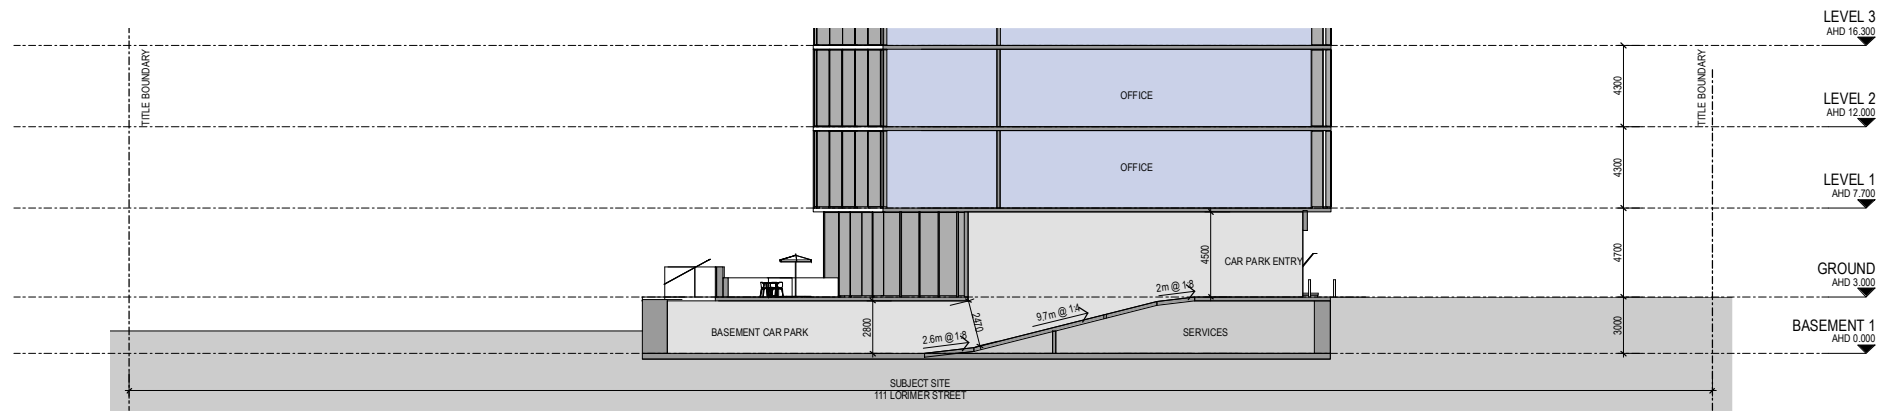 LEVEL 3
AHD 16.300
TITLE BOUNDARY
TITLE BOUNDARY
4300
OFFICE
LEVEL 2
AHD 12.000
4300
OFFICE
LEVEL 1
AHD 7.700
4500
4700
CAR PARK ENTRY
GROUND
AHD 3.000
2m @ 1:8
9.7m @ 1:4
2.6m @ 1:8
2470
2800
BASEMENT CAR PARK
SERVICES
3000
BASEMENT 1
AHD 0.000
SUBJECT SITE
111 LORIMER STREET